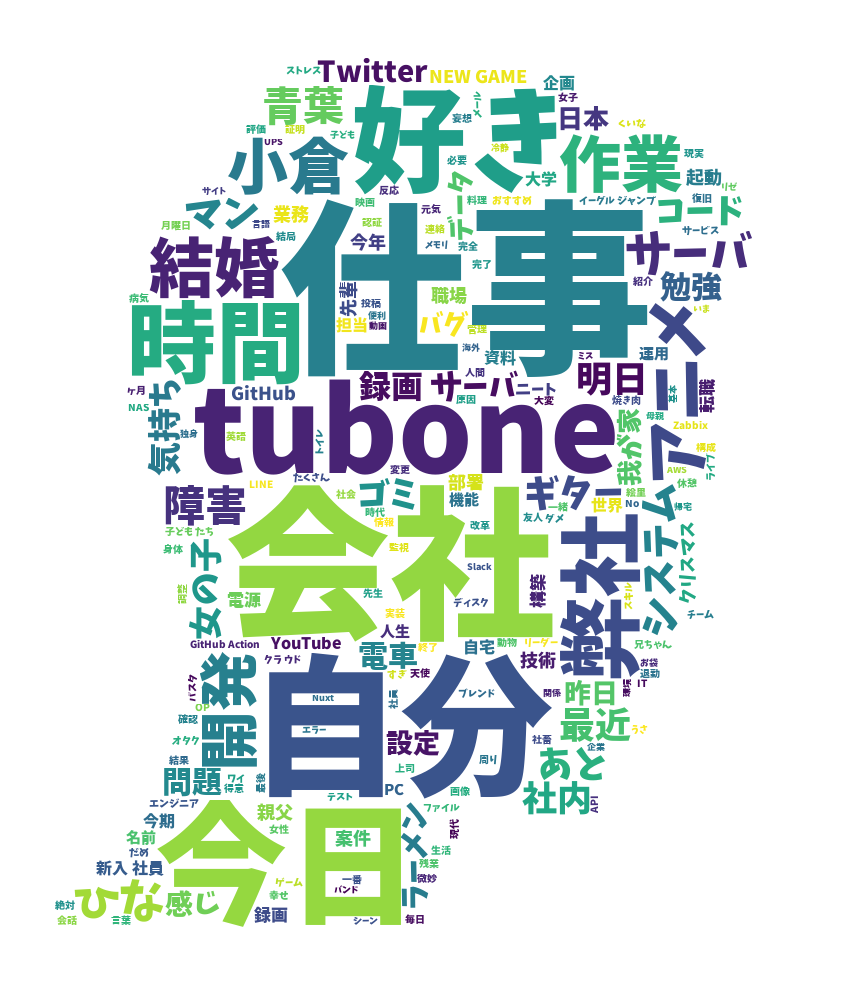 ストレス
Twitter
NEW GAME
企画
青葉
好き
女子
メール
妄想
日本
くいな
評価
証明
子ども
UPS
冷静
小倉
必要
作業
現実
大学
起動
リゼ
サイト
反応
データ
料理
おすすめ
イーグル ジャンプ
復旧
マン
業務
映画
元気
コード
月曜日
言語
認証
連絡
サービス
結婚
結局
今年
メモリ
完全
サーバ
仕事
完了
紹介
勉強
病気
先輩
投稿
職場
いま
時間
担当
便利
動画
バグ
管理
アニメ
海外
資料
ミス
運用
人間
ヶ月
GitHub
録画 サーバ
ニート
明日
基本
転職
NAS
気持ち
tubone
原因
大変
焼き肉
母親
Zabbix
独身
英語
トイレ
我が家
構成
変更
AWS
ライブ
障害
LINE
たくさん
社会
ゴミ
部署
機能
ギター
一緒
世界
絵里
No
休憩
帰宅
時代
情報
改革
友人
ダメ
子どもたち
会社
弊社
システム
クリスマス
身体
女の子
監視
Slack
電源
先生
ディスク
構築
スキル
チーム
実装
人生
GitHub Action
YouTube
終了
自宅
動物
リーダー
兄ちゃん
クラウド
電車
技術
お袋
退勤
パスタ
開発
すぎ
天使
自分
社員
ブレンド
関係
昨日
環境
IT
OP
Nuxt
確認
エラー
最近
うさ
オタク
設定
社畜
企業
結果
周り
あと
問題
ワイ
得意
最後
上司
PC
画像
社内
API
エンジニア
テスト
ファイル
今期
親父
今日
ラーメン
現代
名前
女性
案件
だめ
生活
新入 社員
残業
ゲーム
一番
微妙
ひな
感じ
バンド
絶対
幸せ
会話
言葉
録画
シーン
毎日